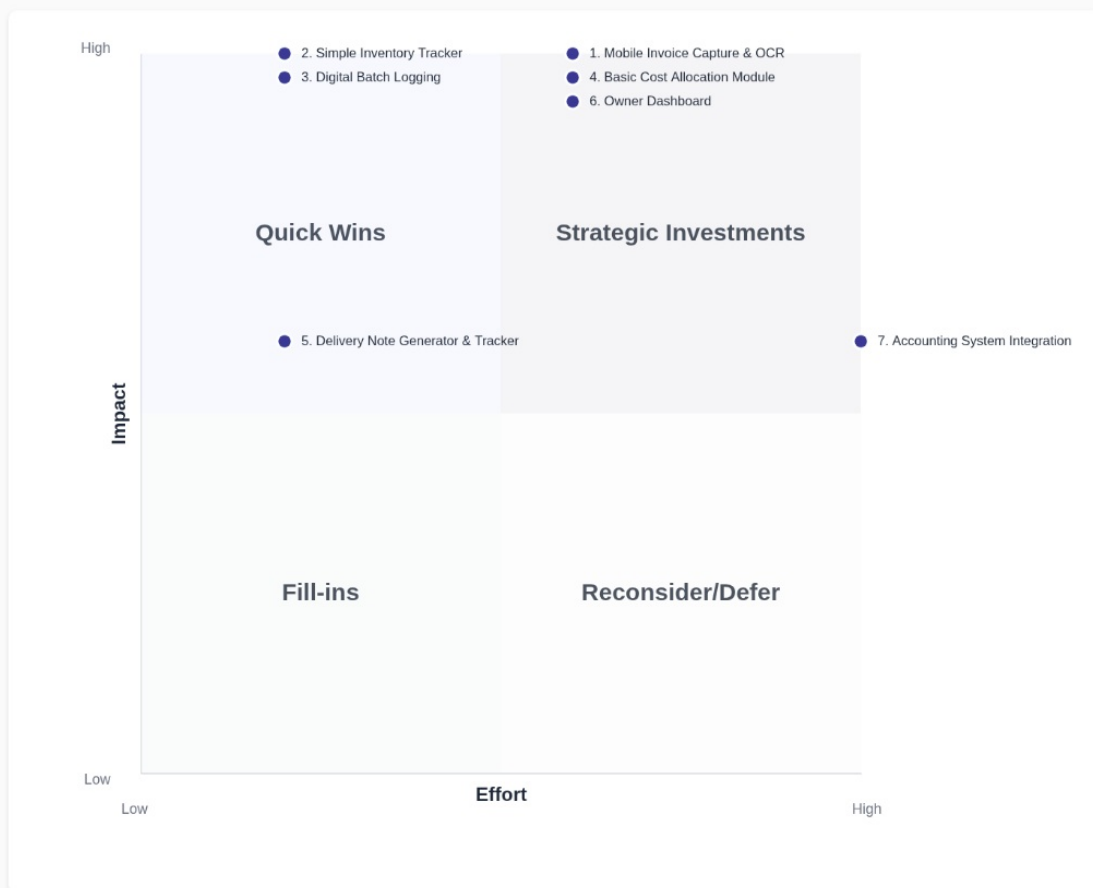 High
2. Simple Inventory Tracker
1. Mobile Invoice Capture & OCR
3. Digital Batch Logging
4. Basic Cost Allocation Module
6. Owner Dashboard
Quick Wins
Strategic Investments
5. Delivery Note Generator & Tracker
7. Accounting System Integration
Impact
Fill-ins
Reconsider/Defer
Low
Effort
Low
High